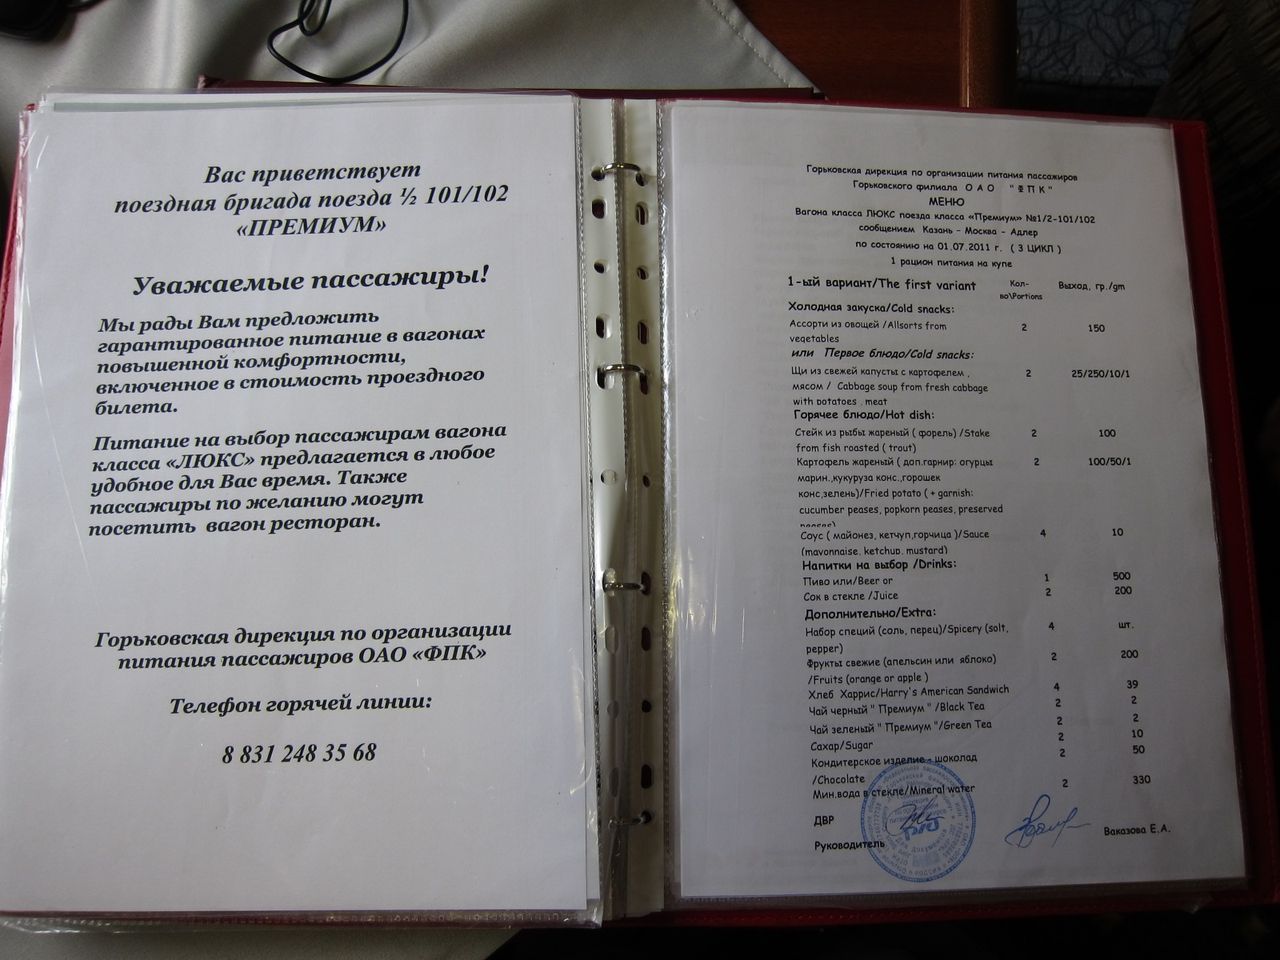 Вас приветствует
поездная бригада поезда ½ 101/102
«ПРЕМИУМ»
Уважаемые пассажиры!
Мы рады Вам предложить
гарантированное питание в вагонах
повышенной комфортности,
включенное в стоимость проездного
билета.
Питание на выбор пассажирам вагона
класса «ЛЮКС» предлагается в любое
удобное для Вас время. Также
пассажиры по желанию могут
посетить вагон ресторан.
Горьковская дирекция по организации
питания пассажиров ОАО «ФПК»
Телефон горячей линии:
8 831 248 35 68
Горьковская дирекция по организации питания пассажиров
Горьковского филиала О А О " Ф П К "
МЕНЮ
Вагона класса ЛЮКС поезда класса «Премиум» №1/2-101/102
сообщением Казань - Москва - Адлер
по состоянию на 01.07.2011 г. ( 3 ЦИКЛ )
1 рацион питания на купе
1-ый вариант/The first variant Кол- Выход, гр./gm
во\Portions
Холодная закуска/Cold snacks:
Ассорти из овощей /Allsorts from 2 150
vegetables
или Первое блюдо/Cold snacks:
Щи из свежей капусты с картофелем , 2 25/250/10/1
мясом / Cabbage soup from fresh cabbage
with potatoes , meat
Горячее блюдо/Hot dish:
Стейк из рыбы жареный ( форель) /Stake 2 100
from fish roasted ( trout)
Картофель жареный ( доп.гарнир: огурцы 2 100/50/1
марин.,кукуруза конс.,горошек
конс,зелень)/Fried potato ( + garnish:
cucumber peases, popkorn peases, preserved
peases)
Соус ( майонез, кетчуп,горчица )/Sauce 4 10
(mayonnaise, ketchup, mustard)
Напитки на выбор /Drinks:
Пиво или/Beer or 1 500
Сок в стекле /Juice 2 200
Дополнительно/Extra:
Набор специй (соль, перец)/Spicery (solt, 4 шт.
pepper)
Фрукты свежие (апельсин или яблоко) 2 200
/Fruits (orange or apple )
Хлеб Харрис/Harry's American Sandwich 4 39
Чай черный " Премиум " /Black Tea 2 2
Чай зеленый " Премиум "/Green Tea 2 2
Сахар/Sugar 2 10
Кондитерское изделие - шоколад 2 50
/Chocolate
Мин.вода в стекле/Mineral water 2 330
ДВР
Руководитель Ваказова Е.А.